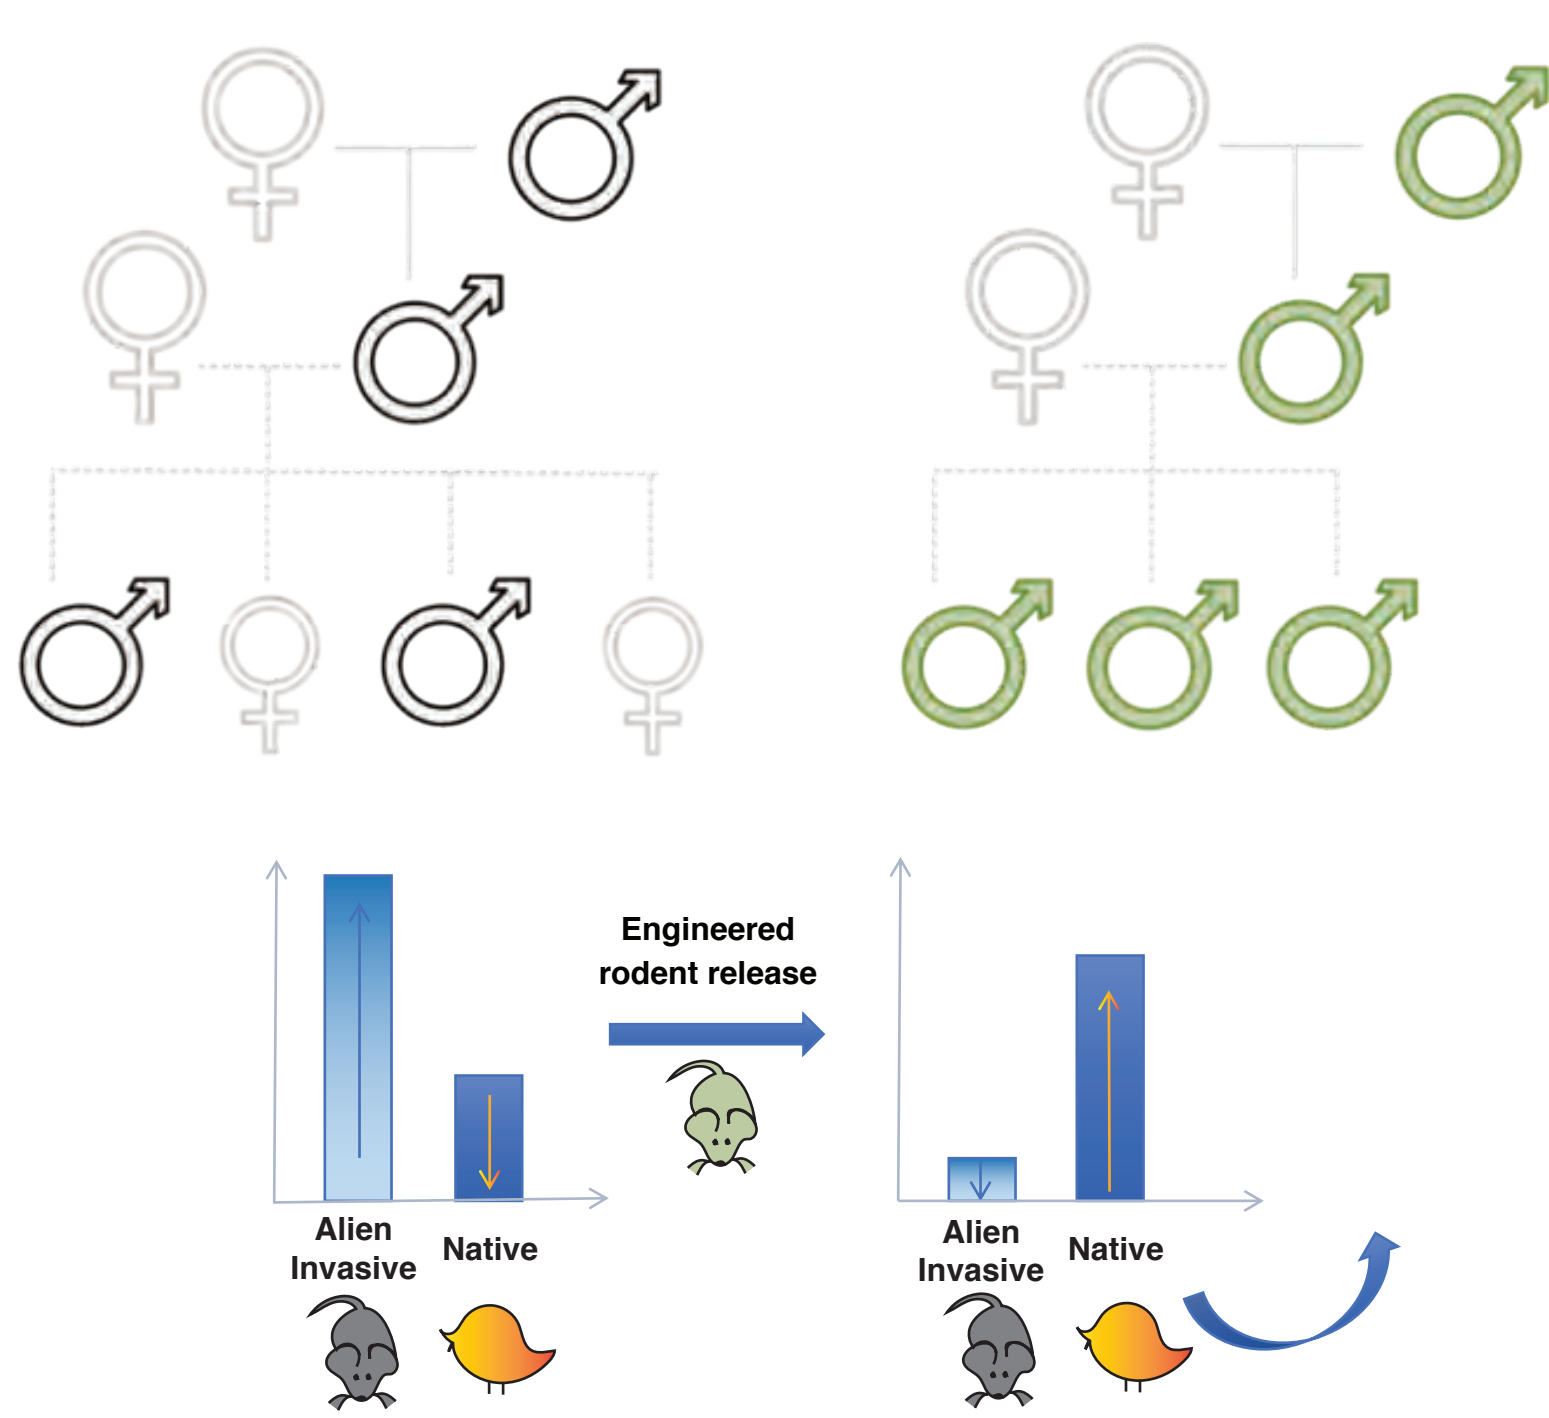 Engineered
rodent release
Alien
Invasive
Native
Alien
Invasive
Native